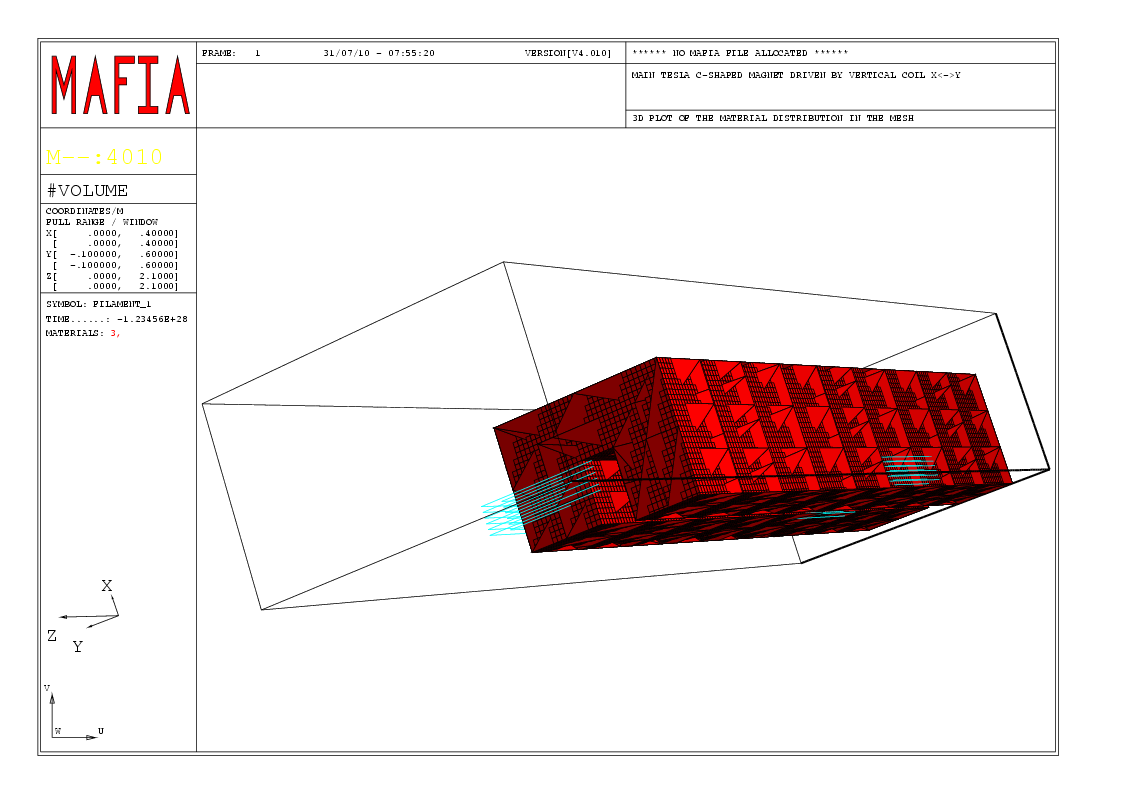 MAFIA
FRAME: 1 31/07/10 - 07:55:20 VERSION[V4.010]
****** NO MAFIA FILE ALLOCATED ******
MAIN TESLA C-SHAPED MAGNET DRIVEN BY VERTICAL COIL X<->Y
3D PLOT OF THE MATERIAL DISTRIBUTION IN THE MESH
M--:4010
#VOLUME
COORDINATES/M
FULL RANGE / WINDOW
X[ .0000, .40000]
[ .0000, .40000]
Y[ -.100000, .60000]
[ -.100000, .60000]
Z[ .0000, 2.1000]
[ .0000, 2.1000]
SYMBOL: FILAMENT_1
TIME......: -1.23456E+28
MATERIALS: 3,
X
Z
Y
V
W
U